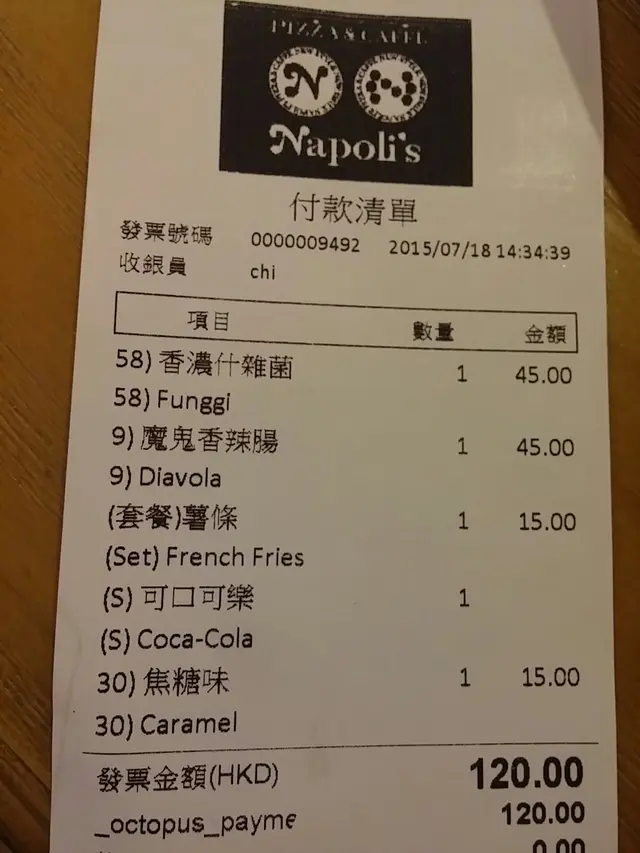 PIZZA & CAFFE
Napoli's
付款清單
發票號碼 0000009492 2015/07/18 14:34:39
收銀員 chi
項目 數量 金額
58) 香濃什雜菌 1 45.00
58) Funggi
9) 魔鬼香辣腸 1 45.00
9) Diavola
(套餐)薯條 1 15.00
(Set) French Fries
(S) 可口可樂 1
(S) Coca-Cola
30) 焦糖味 1 15.00
30) Caramel
發票金額(HKD) 120.00
_octopus_payme 120.00
0.00